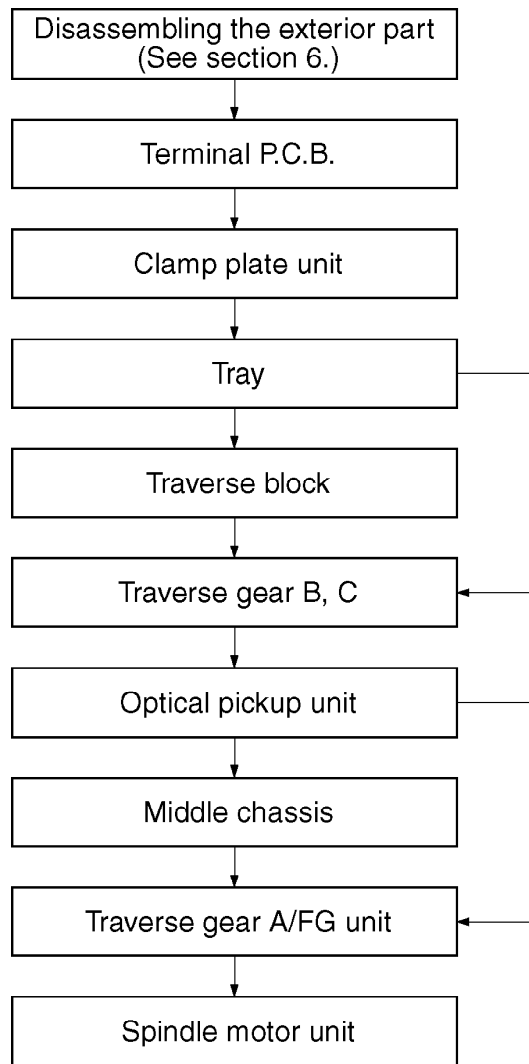 Disassembling the exterior part
(See section 6.)
Terminal P.C.B.
Clamp plate unit
Tray
Traverse block
Traverse gear B, C
Optical pickup unit
Middle chassis
Traverse gear A/FG unit
Spindle motor unit